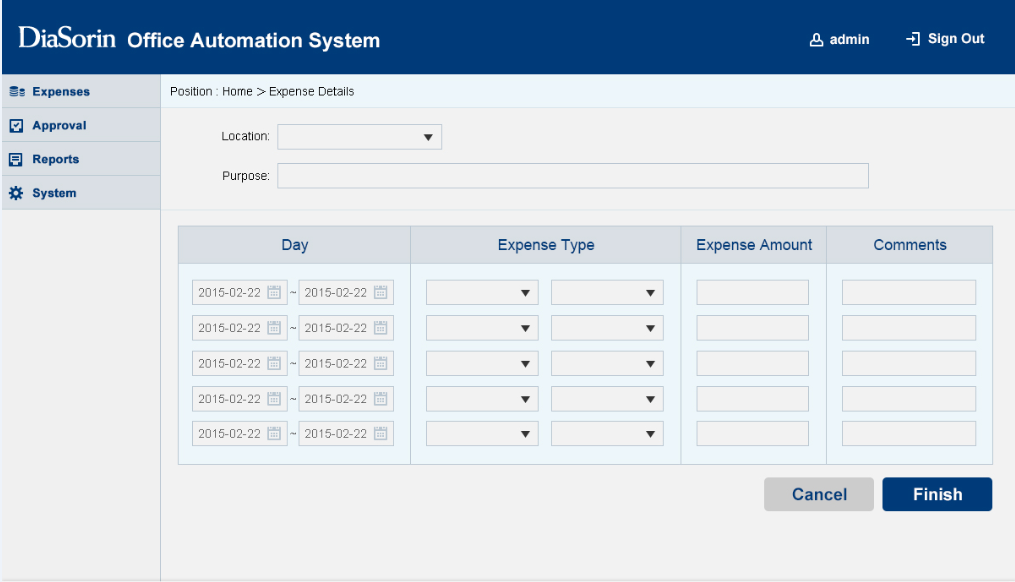 DiaSorin Office Automation System
admin
Sign Out
Expenses
Approval
Reports
System
Position : Home > Expense Details
Location:
Purpose:
Day Expense Type Expense Amount Comments
2015-02-22 ~ 2015-02-22
2015-02-22 ~ 2015-02-22
2015-02-22 ~ 2015-02-22
2015-02-22 ~ 2015-02-22
2015-02-22 ~ 2015-02-22
Cancel Finish